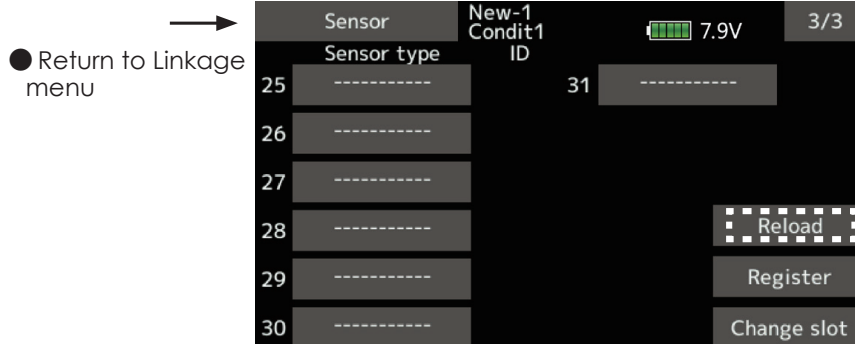 Sensor New-1 Condit1 7.9V 3/3
● Return to Linkage menu
Sensor type ID
25 ----------- 31 -----------
26 -----------
27 -----------
28 ----------- Reload
29 ----------- Register
30 ----------- Change slot